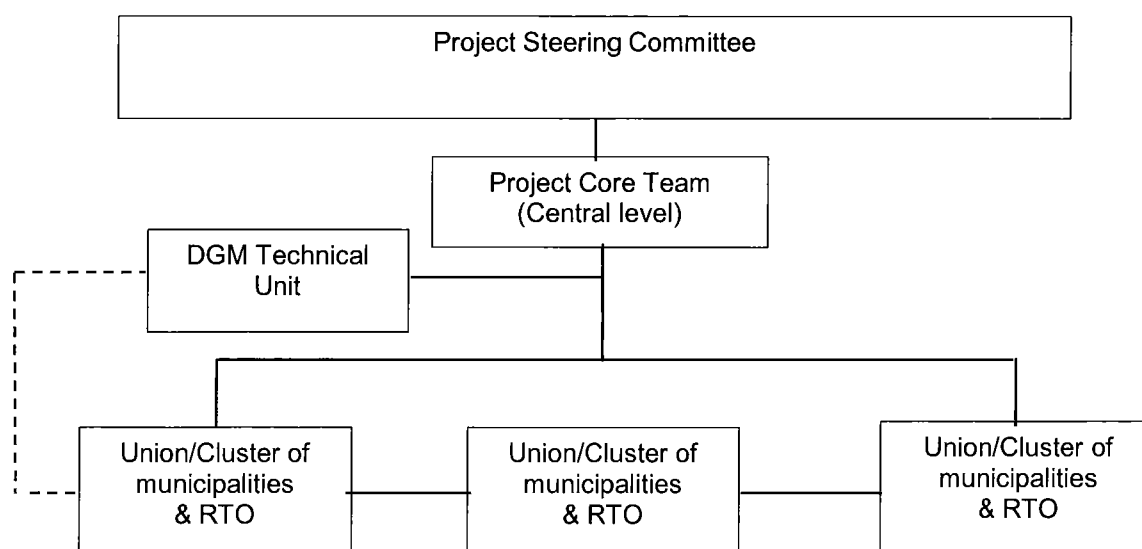 Project Steering Committee
Project Core Team
(Central level)
DGM Technical
Unit
Union/Cluster of
municipalities
& RTO
Union/Cluster of
municipalities
& RTO
Union/Cluster of
municipalities
& RTO